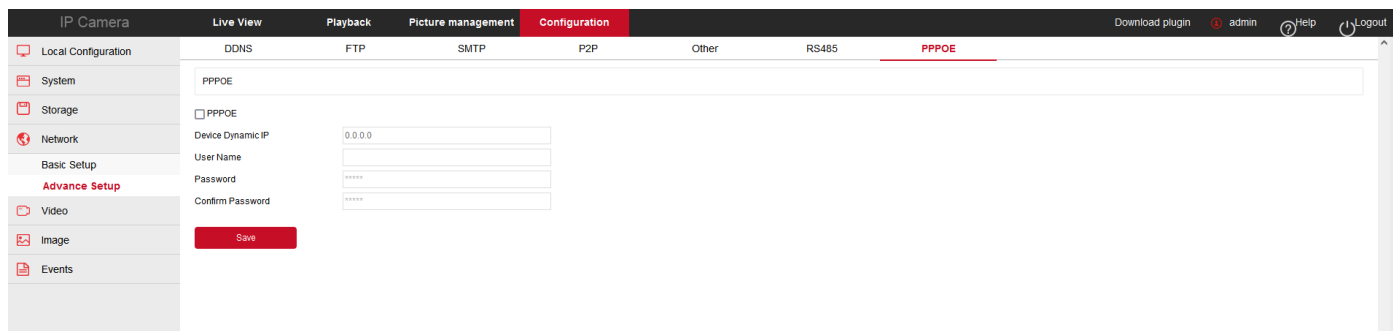 IP Camera Live View Playback Picture management Configuration Download plugin admin Help Logout
Local Configuration
System
Storage
Network
Basic Setup
Advance Setup
Video
Image
Events
DDNS FTP SMTP P2P Other RS485 PPPOE
PPPOE
PPPOE
Device Dynamic IP 0.0.0.0
User Name
Password *****
Confirm Password *****
Save